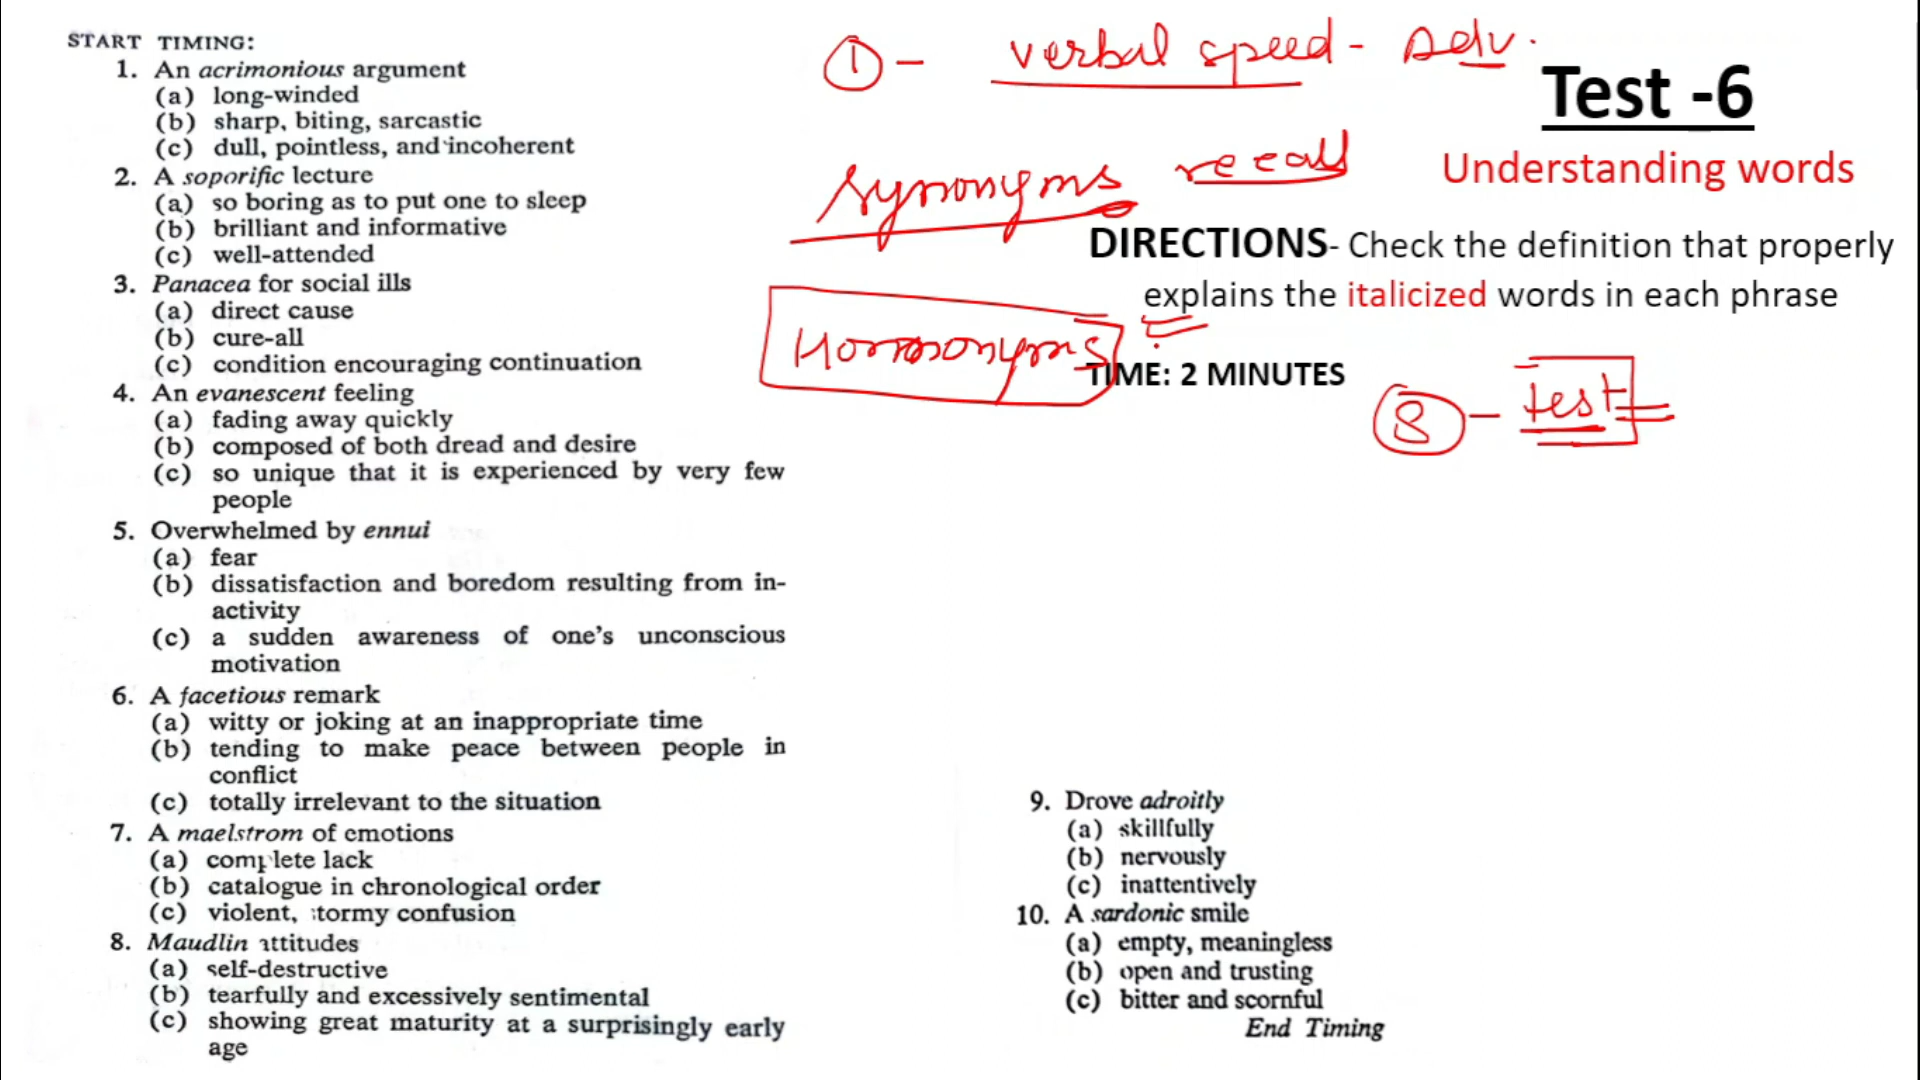 START TIMING:
1. An acrimonious argument
(a) long-winded
(b) sharp, biting, sarcastic
(c) dull, pointless, and incoherent
2. A soporific lecture
(a) so boring as to put one to sleep
(b) brilliant and informative
(c) well-attended
3. Panacea for social ills
(a) direct cause
(b) cure-all
(c) condition encouraging continuation
4. An evanescent feeling
(a) fading away quickly
(b) composed of both dread and desire
(c) so unique that it is experienced by very few
people
5. Overwhelmed by ennui
(a) fear
(b) dissatisfaction and boredom resulting from in-
activity
(c) a sudden awareness of one's unconscious
motivation
6. A facetious remark
(a) witty or joking at an inappropriate time
(b) tending to make peace between people in
conflict
(c) totally irrelevant to the situation
7. A maelstrom of emotions
(a) complete lack
(b) catalogue in chronological order
(c) violent, stormy confusion
8. Maudlin attitudes
(a) self-destructive
(b) tearfully and excessively sentimental
(c) showing great maturity at a surprisingly early
age
① - verbal speed - Adv.
Synonyms recall
Homonyms
Test -6
Understanding words
DIRECTIONS- Check the definition that properly
explains the italicized words in each phrase
TIME: 2 MINUTES
8 - test
9. Drove adroitly
(a) skillfully
(b) nervously
(c) inattentively
10. A sardonic smile
(a) empty, meaningless
(b) open and trusting
(c) bitter and scornful
End Timing